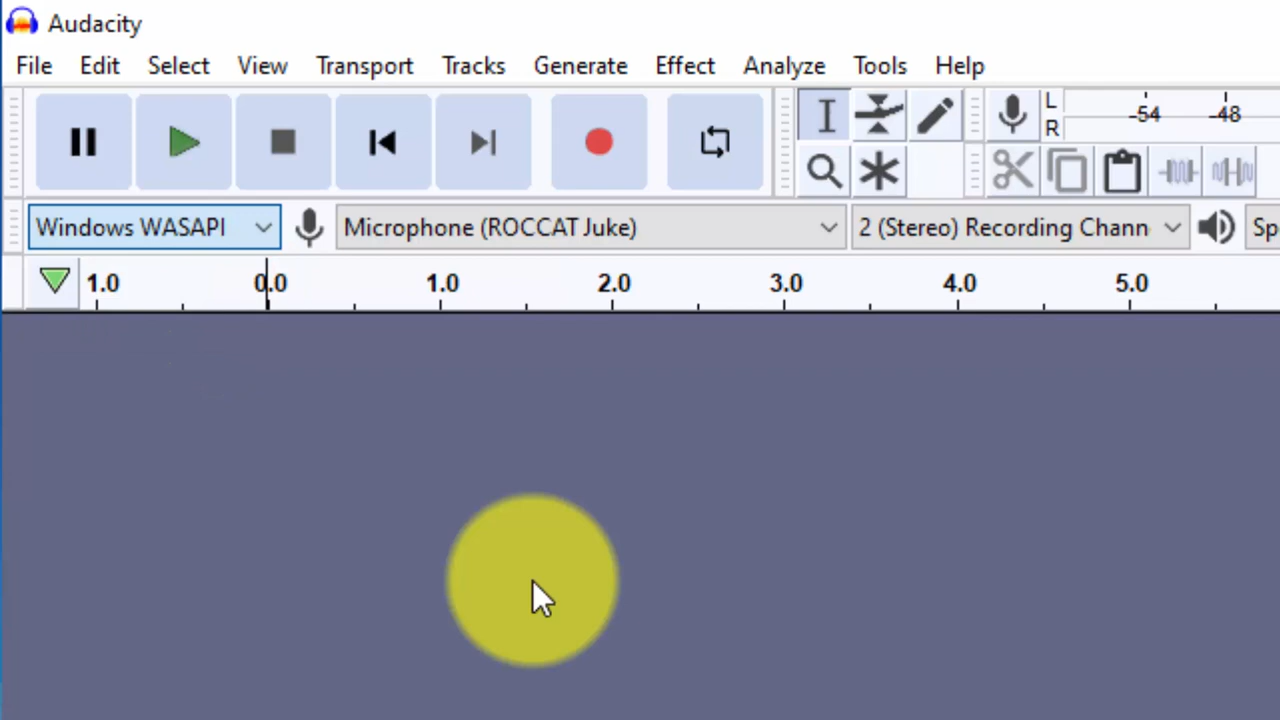 Audacity
File Edit Select View Transport Tracks Generate Effect Analyze Tools Help
L -54 -48
R
Windows WASAPI Microphone (ROCCAT Juke) 2 (Stereo) Recording Chann Sp
1.0 0.0 1.0 2.0 3.0 4.0 5.0